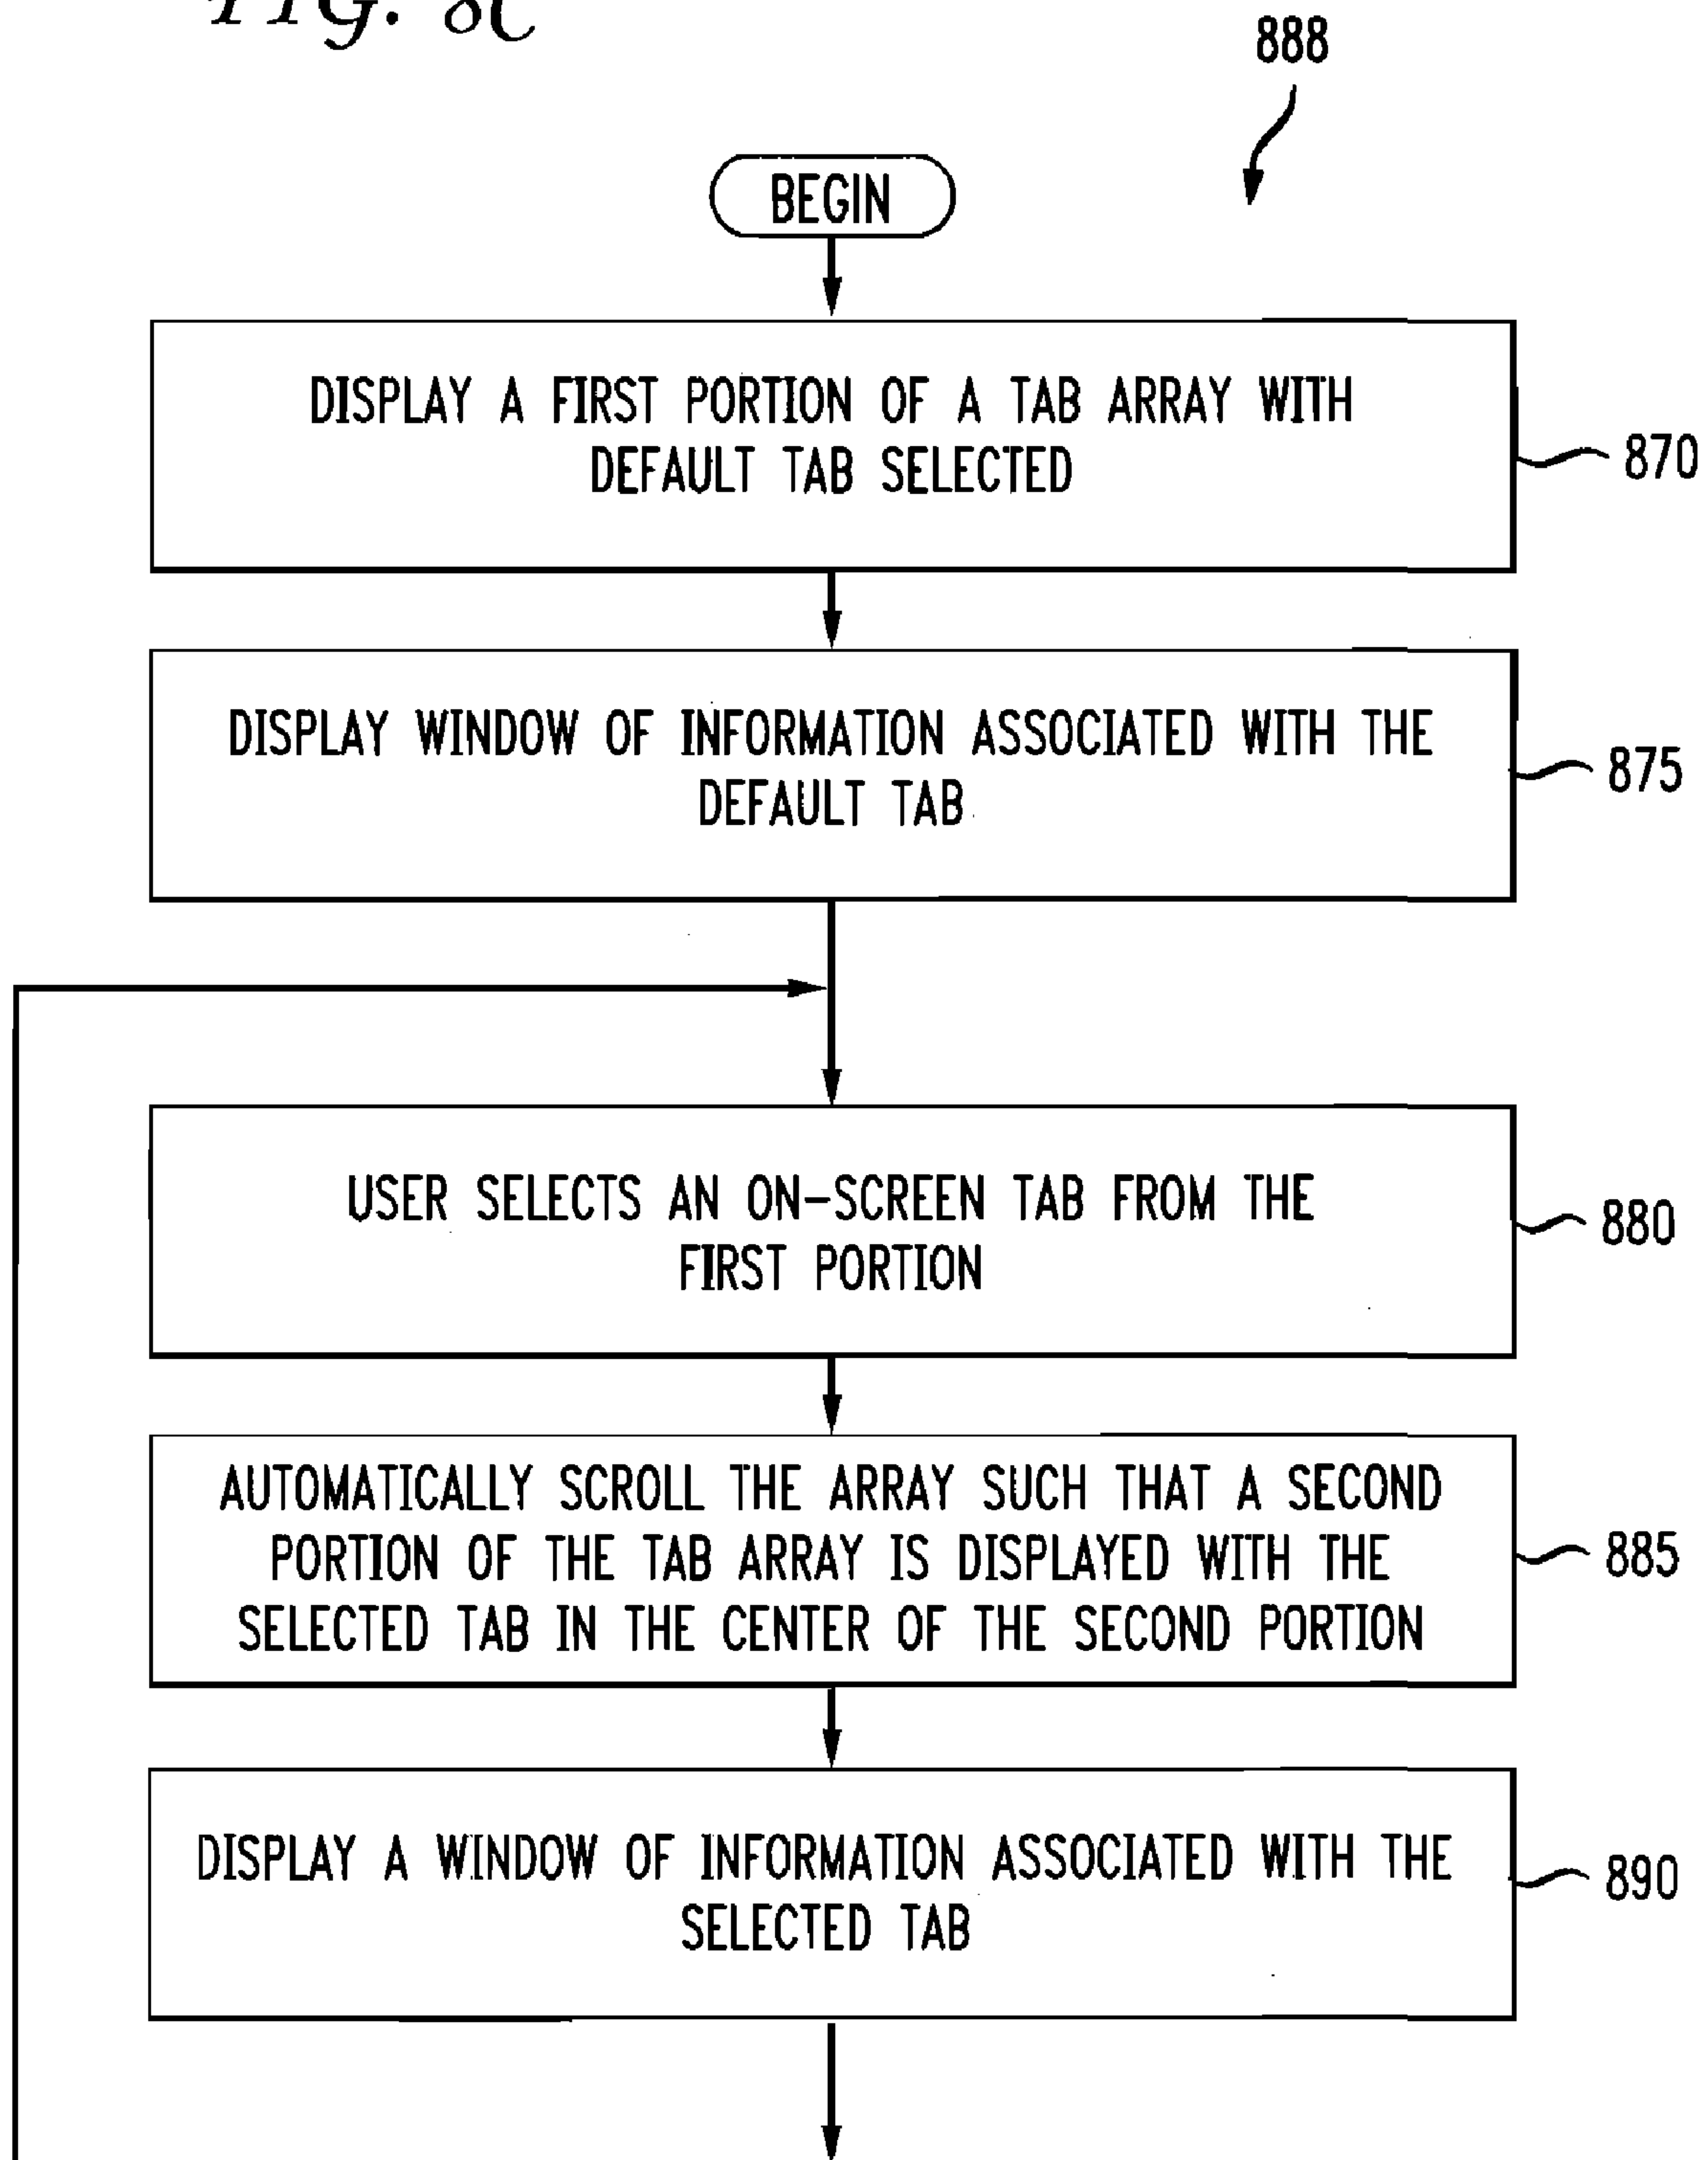 FIG. 8C
888
BEGIN
DISPLAY A FIRST PORTION OF A TAB ARRAY WITH
DEFAULT TAB SELECTED
870
DISPLAY WINDOW OF INFORMATION ASSOCIATED WITH THE
DEFAULT TAB
875
USER SELECTS AN ON-SCREEN TAB FROM THE
FIRST PORTION
880
AUTOMATICALLY SCROLL THE ARRAY SUCH THAT A SECOND
PORTION OF THE TAB ARRAY IS DISPLAYED WITH THE
SELECTED TAB IN THE CENTER OF THE SECOND PORTION
885
DISPLAY A WINDOW OF INFORMATION ASSOCIATED WITH THE
SELECTED TAB
890